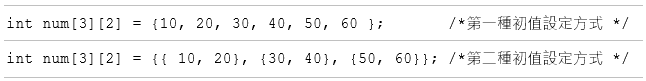 int num[3][2] = {10, 20, 30, 40, 50, 60 };       /*第一種初值設定方式 */
int num[3][2] = {{ 10, 20}, {30, 40}, {50, 60}}; /*第二種初值設定方式 */